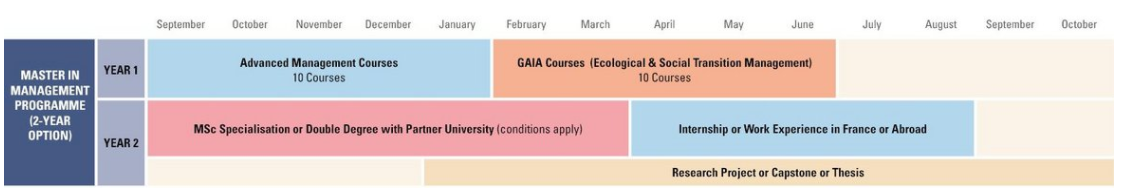 September October November December January February March April May June July August September October
MASTER IN
MANAGEMENT
PROGRAMME
(2-YEAR
OPTION)
YEAR 1
Advanced Management Courses
10 Courses
GAIA Courses (Ecological & Social Transition Management)
10 Courses
YEAR 2
MSc Specialisation or Double Degree with Partner University (conditions apply)
Internship or Work Experience in France or Abroad
Research Project or Capstone or Thesis